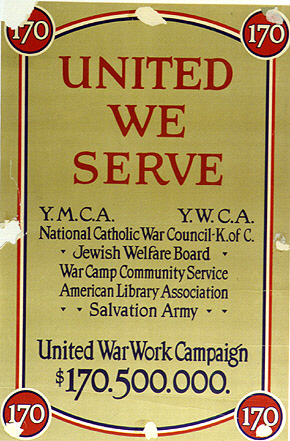 170 170
UNITED
WE
SERVE
Y.M.C.A. Y.W.C.A.
National Catholic War Council-K.of C.
Jewish Welfare Board
War Camp Community Service
American Library Association
Salvation Army
United War Work Campaign
$170.500.000.
170 170